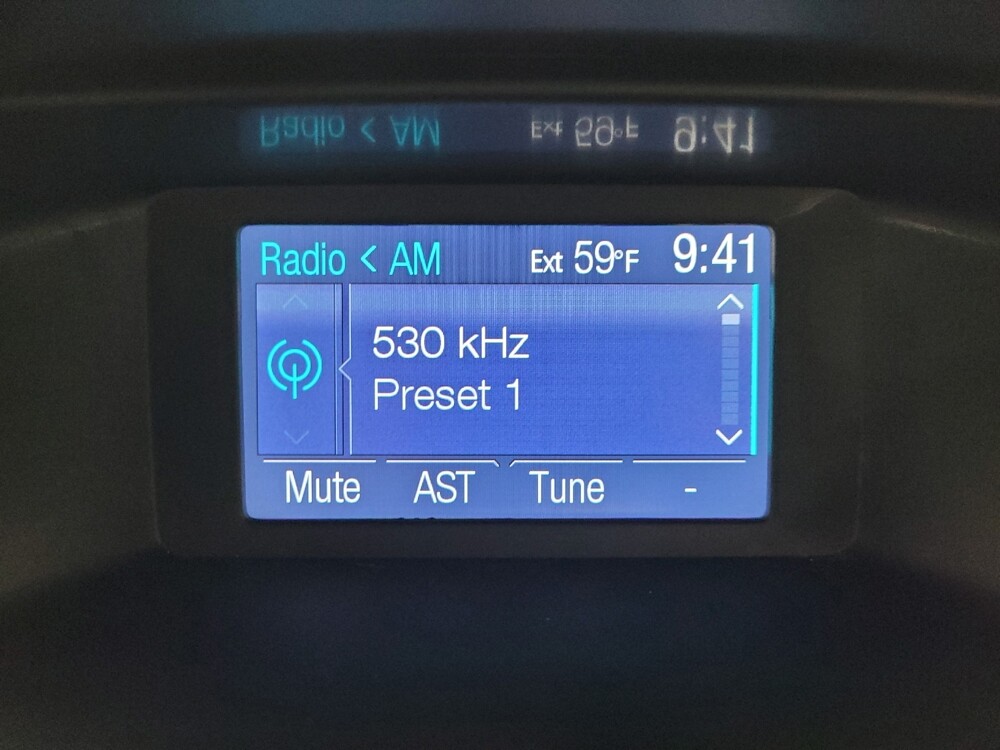 Radio < AM Ext 59°F 9:41
530 kHz
Preset 1
Mute AST Tune -